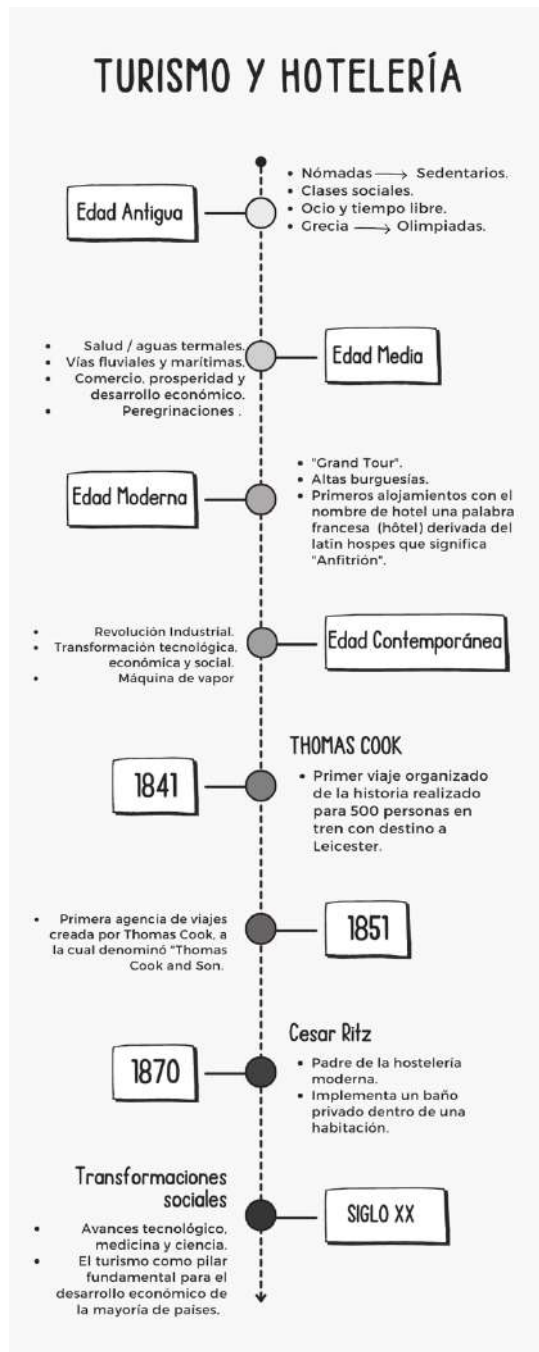 TURISMO Y HOTELERÍA
Edad Antigua
• Nómadas → Sedentarios.
• Clases sociales.
• Ocio y tiempo libre.
• Grecia → Olimpiadas.
Edad Media
• Salud / aguas termales.
• Vías fluviales y marítimas.
• Comercio, prosperidad y
desarrollo económico.
• Peregrinaciones .
Edad Moderna
• "Grand Tour".
• Altas burguesías.
• Primeros alojamientos con el
nombre de hotel una palabra
francesa (hôtel) derivada del
latin hospes que significa
"Anfitrión".
Edad Contemporánea
• Revolución Industrial.
• Transformación tecnológica,
económica y social.
• Máquina de vapor
1841
THOMAS COOK
• Primer viaje organizado
de la historia realizado
para 500 personas en
tren con destino a
Leicester.
1851
• Primera agencia de viajes
creada por Thomas Cook, a
la cual denominó "Thomas
Cook and Son.
1870
Cesar Ritz
• Padre de la hostelería
moderna.
• Implementa un baño
privado dentro de una
habitación.
SIGLO XX
Transformaciones
sociales
• Avances tecnológico,
medicina y ciencia.
• El turismo como pilar
fundamental para el
desarrollo económico de
la mayoría de países.